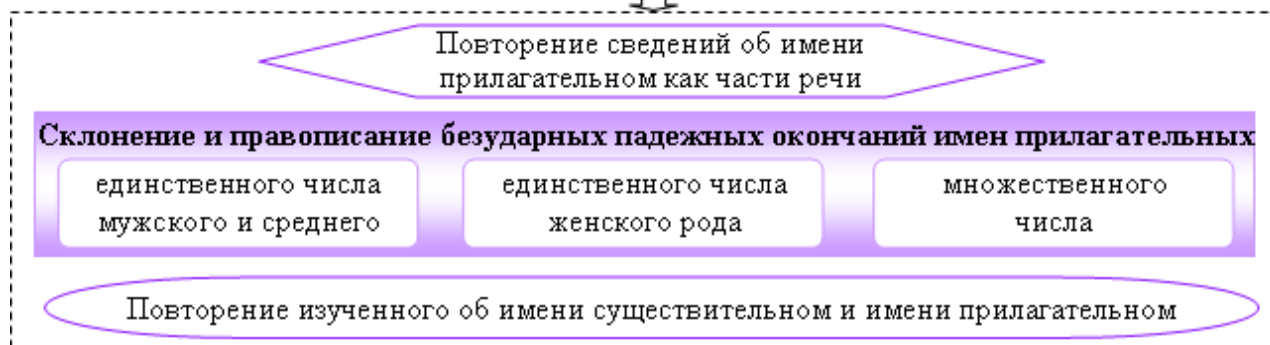 Повторение сведений об имени
прилагательном как части речи
Склонение и правописание безударных падежных окончаний имен прилагательных
единственного числа
мужского и среднего
единственного числа
женского рода
множественного
числа
Повторение изученного об имени существительном и имени прилагательном